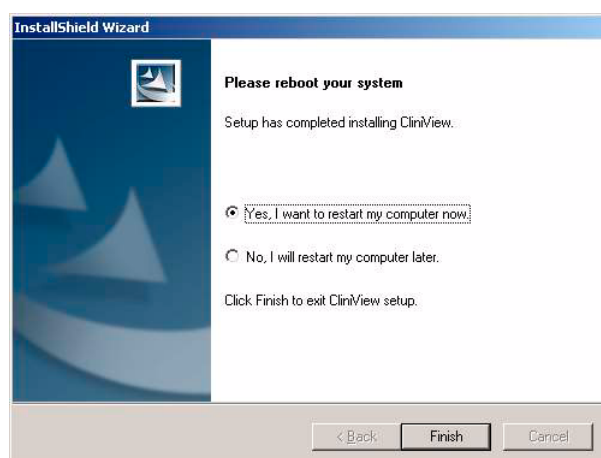 InstallShield Wizard
Please reboot your system
Setup has completed installing CliniView.
Yes, I want to restart my computer now.
No, I will restart my computer later.
Click Finish to exit CliniView setup.
< Back Finish Cancel